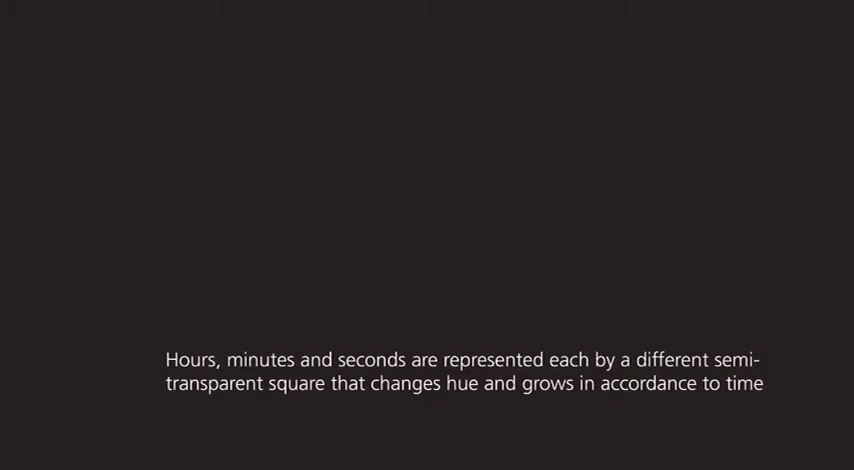 Hours, minutes and seconds are represented each by a different semi-
transparent square that changes hue and grows in accordance to time